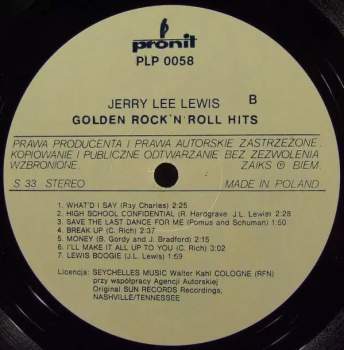 pronit
PLP 0058
JERRY LEE LEWIS B
GOLDEN ROCK'N'ROLL HITS
PRAWA PRODUCENTA I PRAWA AUTORSKIE ZASTRZEŻONE.
KOPIOWANIE I PUBLICZNE ODTWARZANIE BEZ ZEZWOLENIA
WZBRONIONE. ZAIKS BIEM.
S 33 STEREO MADE IN POLAND
1. WHAT'D I SAY (Ray Charles) 2:25
2. HIGH SCHOOL CONFIDENTIAL (R. Hardgrave J.L. Lewis) 2:28
3. SAVE THE LAST DANCE FOR ME (Pomus and Schuman) 1:50
4. BREAK UP (C. Rich) 2:37
5. MONEY (B. Gordy and J. Bradford) 2:15
6. I'LL MAKE IT ALL UP TO YOU (C. Rich) 3:02
7. LEWIS BOOGIE (J.L. Lewis) 1:59
Licencja: SEYCHELLES MUSIC Walter Kahl COLOGNE (RFN)
przy współpracy Agencji Autorskiej
Original SUN RECORDS Recordings,
NASHVILLE/TENNESSEE